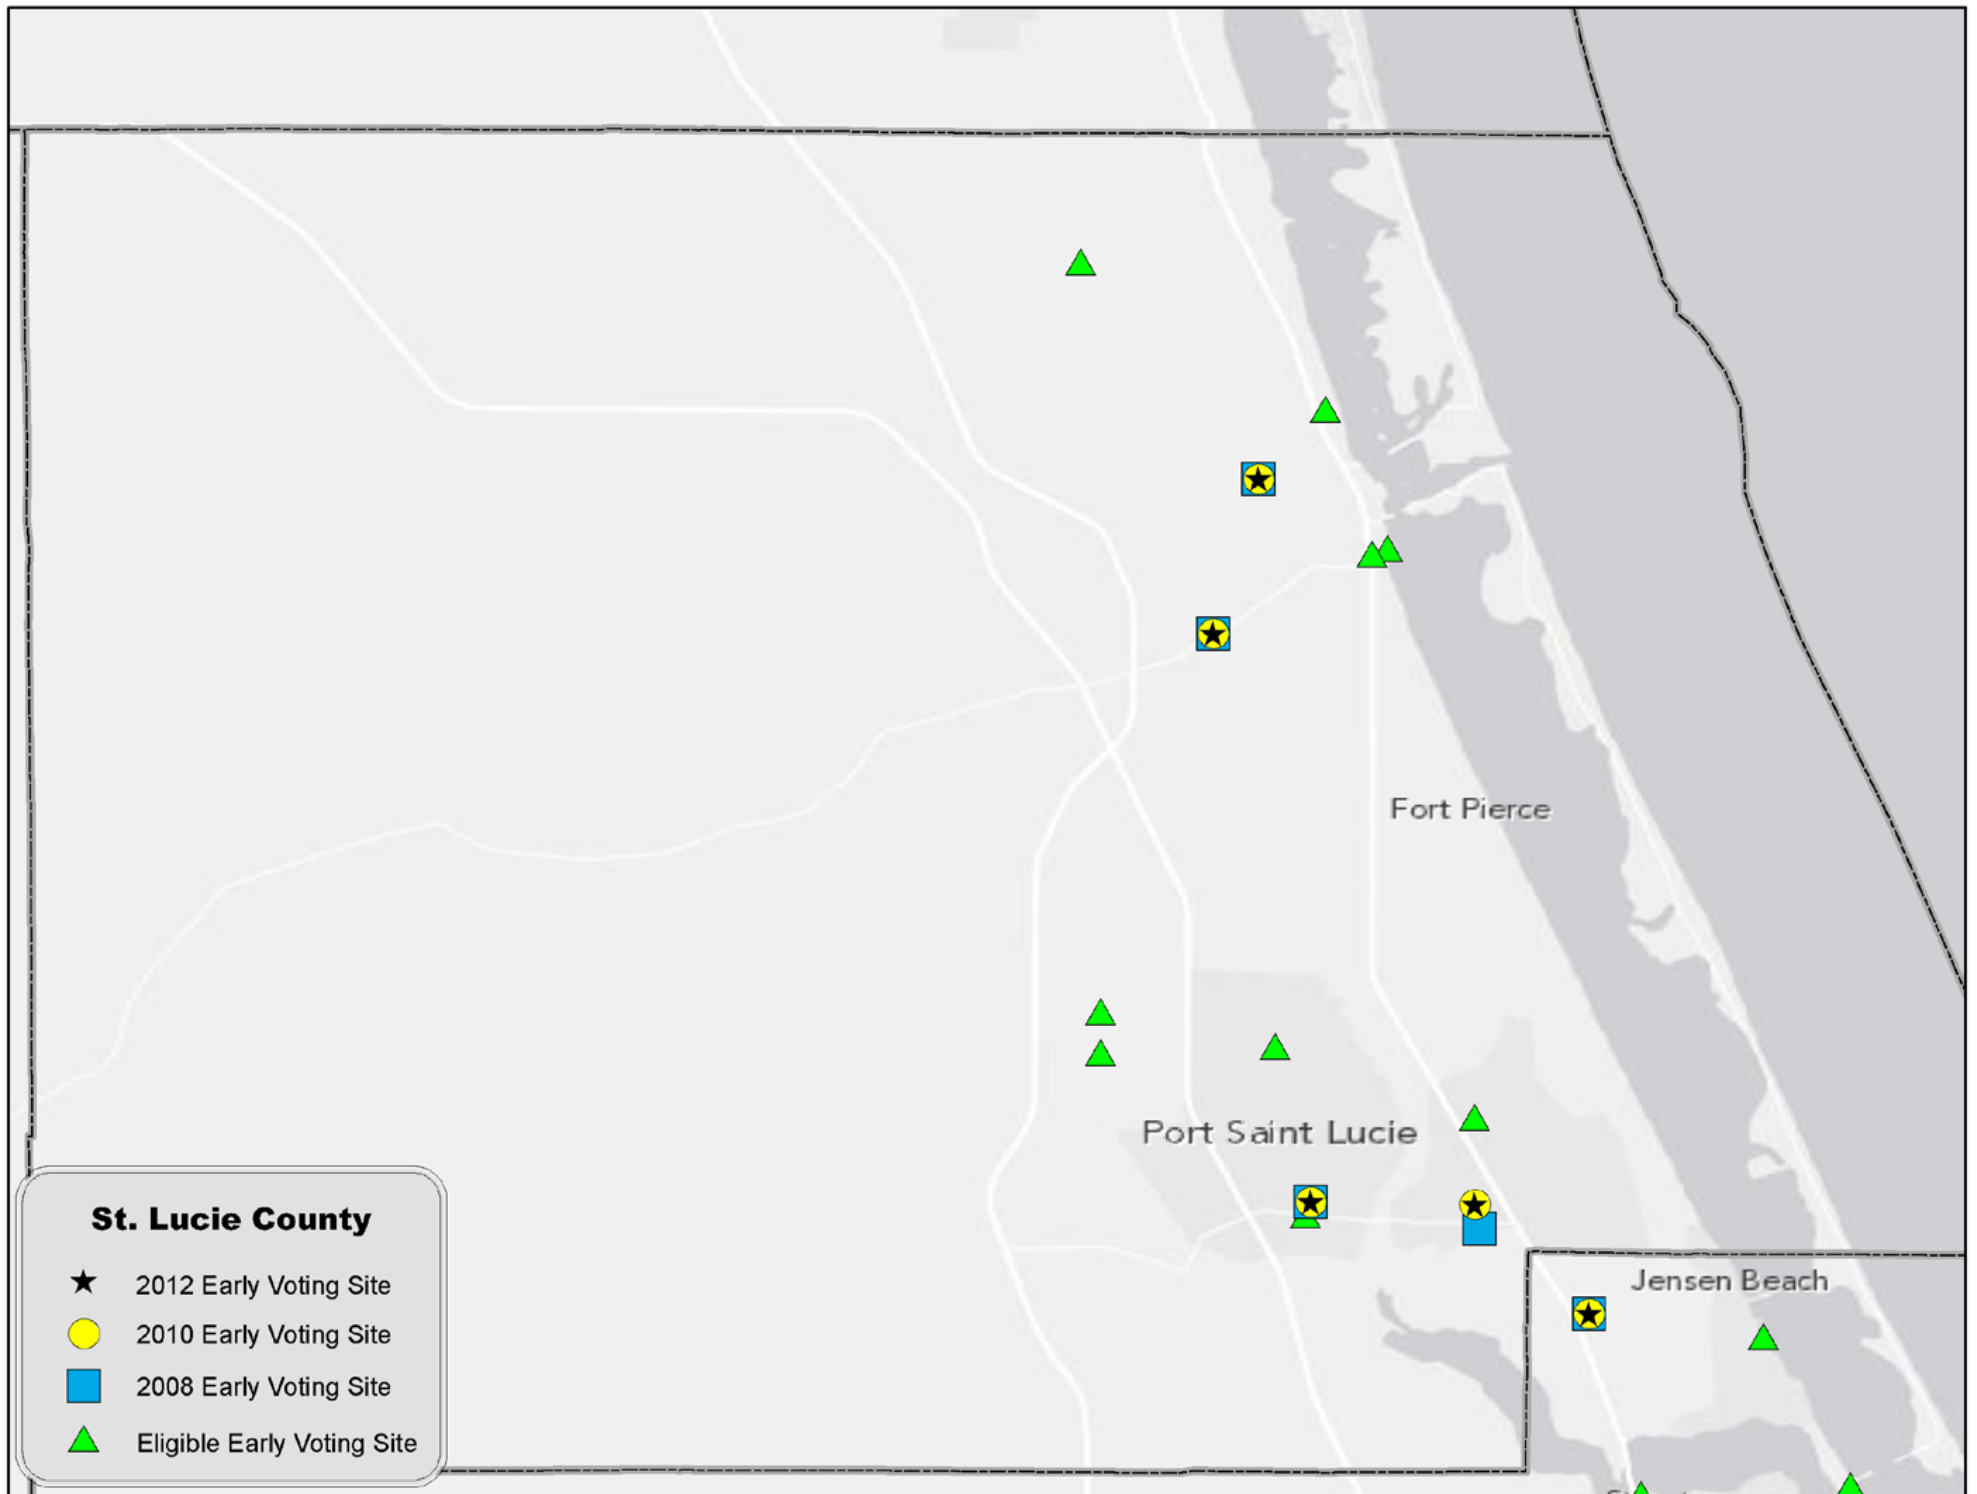 Fort Pierce
Port Saint Lucie
Jensen Beach
St. Lucie County
2012 Early Voting Site
2010 Early Voting Site
2008 Early Voting Site
Eligible Early Voting Site